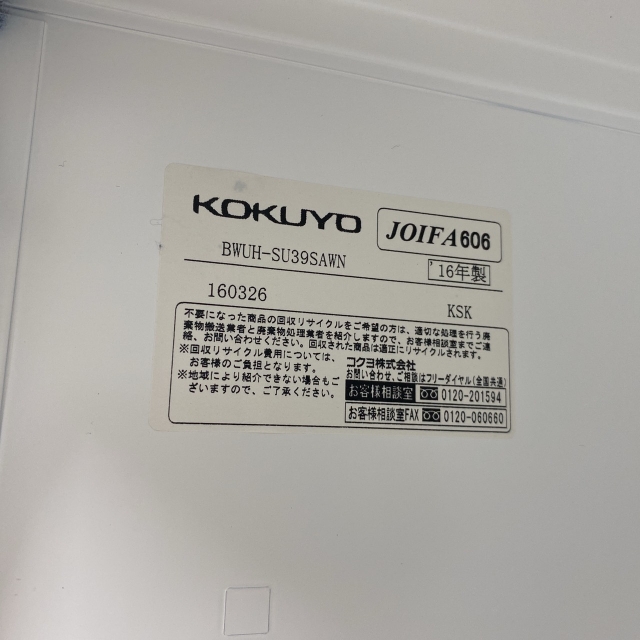 KOKUYO
JOIFA606
BWUH-SU39SAWN
'16年製
160326
KSK
不要になった商品の回収リサイクルをご希望の方は、適切な処理を行う廃
棄物搬送業者と廃棄物処理業者を紹介しますので、お客様相談室までご連
絡、お問い合わせください。回収された商品は適正にリサイクルされます。
※回収リサイクル費用については、
お客様のご負担となります。
※地域により紹介できない場合もご
ざいますので、ご了承ください。
コクヨ株式会社
お問い合わせ、ご相談はフリーダイヤル(全国共通)
お客様相談室 0120-201594
お客様相談室FAX 0120-060660